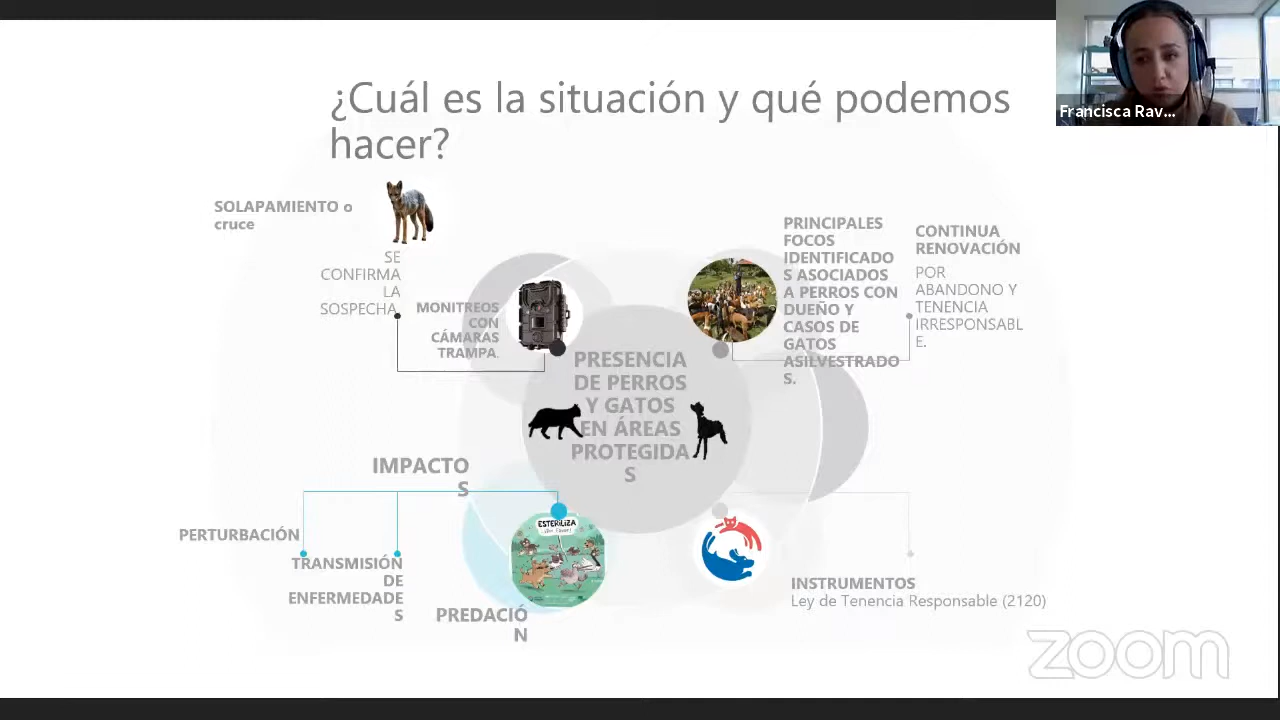 ¿Cuál es la situación y qué podemos
hacer?
Francisca Rav...
SOLAPAMIENTO o
cruce
SE
CONFIRMA
LA
SOSPECHA.
MONITREOS
CON
CÁMARAS
TRAMPA.
PRINCIPALES
FOCOS
IDENTIFICADO
S ASOCIADOS
A PERROS CON
DUEÑO Y
CASOS DE
GATOS
ASILVESTRADO
S.
CONTINUA
RENOVACIÓN
POR
ABANDONO Y
TENENCIA
IRRESPONSABL
E.
PRESENCIA
DE PERROS
Y GATOS
EN ÁREAS
PROTEGIDA
S
IMPACTO
S
PERTURBACIÓN
TRANSMISIÓN
DE
ENFERMEDADE
S
PREDACIÓ
N
ESTERILIZA
INSTRUMENTOS
Ley de Tenencia Responsable (2120)
zoom